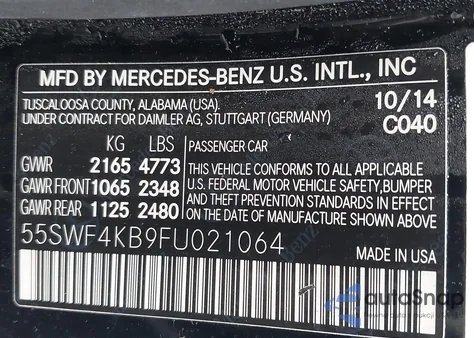 MFD BY MERCEDES-BENZ U.S. INTL., INC
TUSCALOOSA COUNTY, ALABAMA (USA). 10/14
UNDER CONTRACT FOR DAIMLER AG, STUTTGART (GERMANY) C040
KG LBS PASSENGER CAR
GVWR 2165 4773 THIS VEHICLE CONFORMS TO ALL APPLICABLE
GAWR FRONT 1065 2348 U.S. FEDERAL MOTOR VEHICLE SAFETY,BUMPER
GAWR REAR 1125 2480 AND THEFT PREVENTION STANDARDS IN EFFECT
ON THE DATE OF MANUFACTURE SHOWN ABOVE
55SWF4KB9FU021064 MADE IN USA
autoSnap